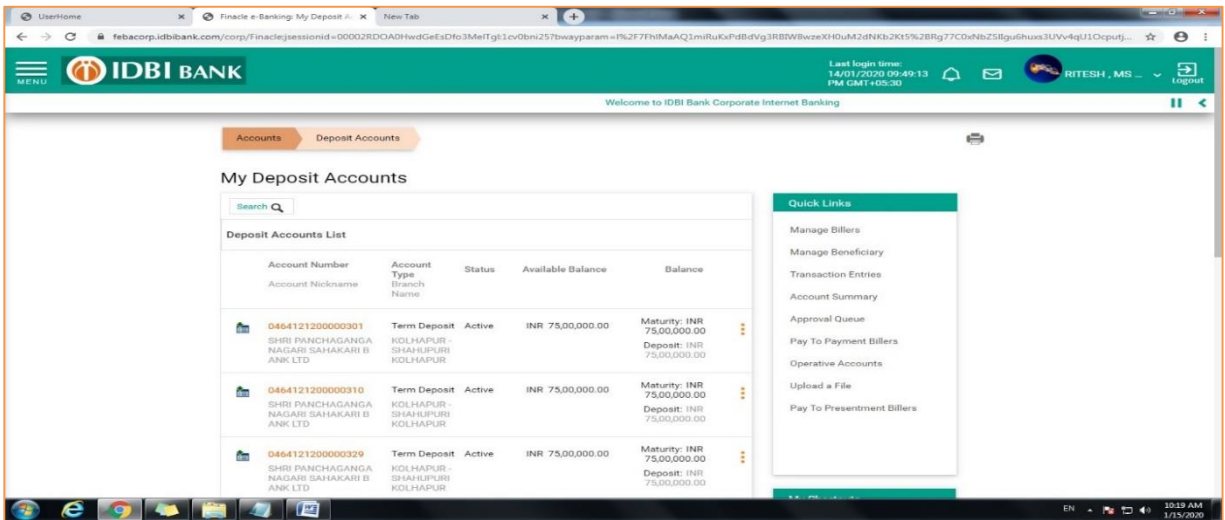 UserHome
Finacle e-Banking: My Deposit Ac
New Tab
IDBI BANK
MENU
Last login time:
14/01/2020 09:49:13
PM GMT+05:30
RITESH , MS ...
Logout
Welcome to IDBI Bank Corporate Internet Banking
Accounts
Deposit Accounts
My Deposit Accounts
Search
Deposit Accounts List
Account Number
Account Nickname
Account
Type
Branch
Name
Status
Available Balance
Balance
0464121200000301
SHRI PANCHAGANGA
NAGARI SAHAKARI B
ANK LTD
Term Deposit
KOLHAPUR -
SHAHUPURI
KOLHAPUR
Active
INR 75,00,000.00
Maturity: INR
75,00,000.00
Deposit: INR
75,00,000.00
0464121200000310
SHRI PANCHAGANGA
NAGARI SAHAKARI B
ANK LTD
Term Deposit
KOLHAPUR -
SHAHUPURI
KOLHAPUR
Active
INR 75,00,000.00
Maturity: INR
75,00,000.00
Deposit: INR
75,00,000.00
0464121200000329
SHRI PANCHAGANGA
NAGARI SAHAKARI B
ANK LTD
Term Deposit
KOLHAPUR -
SHAHUPURI
KOLHAPUR
Active
INR 75,00,000.00
Maturity: INR
75,00,000.00
Deposit: INR
75,00,000.00
Quick Links
Manage Billers
Manage Beneficiary
Transaction Entries
Account Summary
Approval Queue
Pay To Payment Billers
Operative Accounts
Upload a File
Pay To Presentment Billers
EN
10:19 AM
1/15/2020